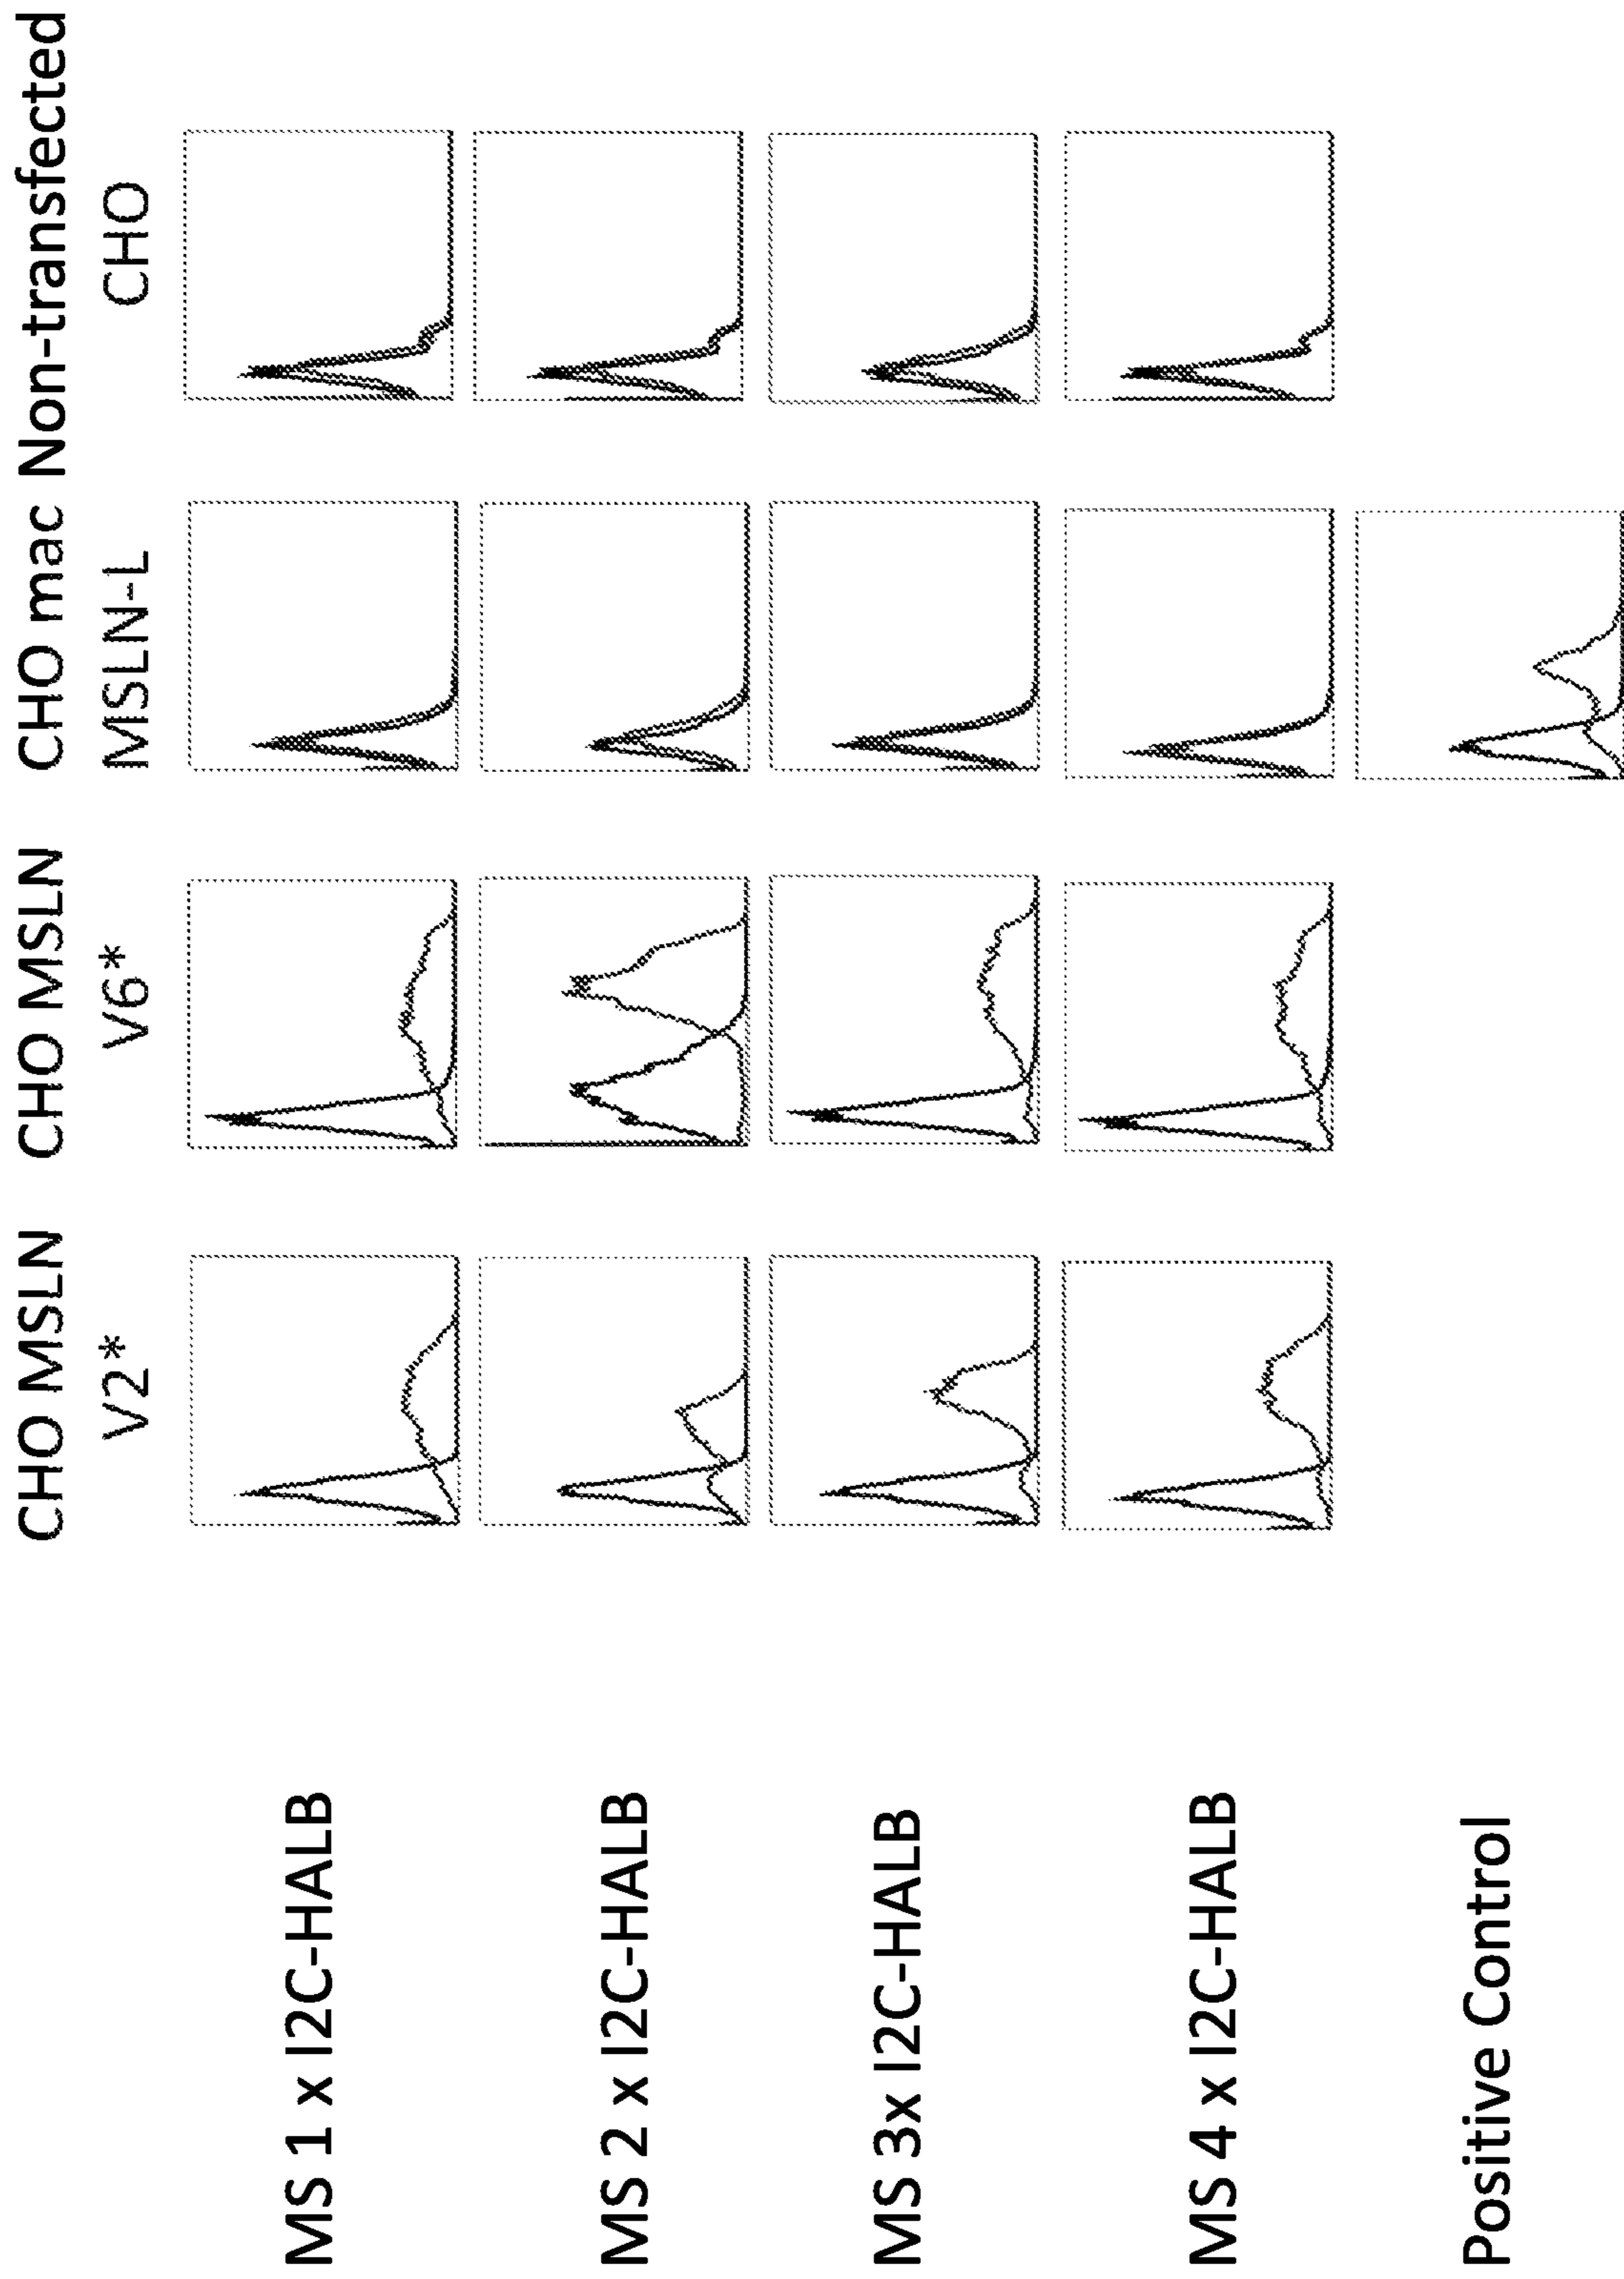 CHO MSLN CHO MSLN CHO mac Non-transfected
V2* V6* MSLN-L CHO
MS 1 x I2C-HALB
MS 2 x I2C-HALB
MS 3x I2C-HALB
MS 4 x I2C-HALB
Positive Control